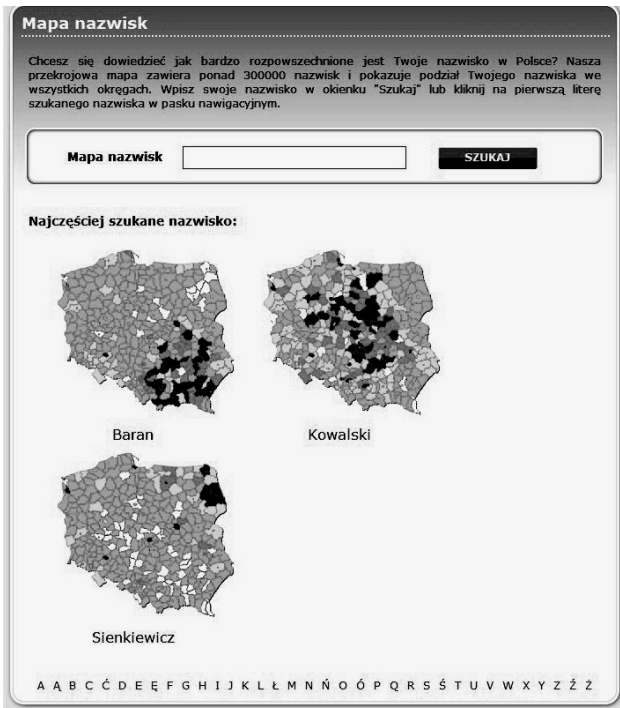 Mapa nazwisk
Chcesz się dowiedzieć jak bardzo rozpowszechnione jest Twoje nazwisko w Polsce? Nasza
przekrojowa mapa zawiera ponad 300000 nazwisk i pokazuje podział Twojego nazwiska we
wszystkich okręgach. Wpisz swoje nazwisko w okienku "Szukaj" lub kliknij na pierwszą literę
szukanego nazwiska w pasku nawigacyjnym.
Mapa nazwisk SZUKAJ
Najczęściej szukane nazwisko:
Baran Kowalski
Sienkiewicz
A Ą B C Ć D E Ę F G H I J K L Ł M N Ń O Ó P Q R S Ś T U V W X Y Z Ź Ż